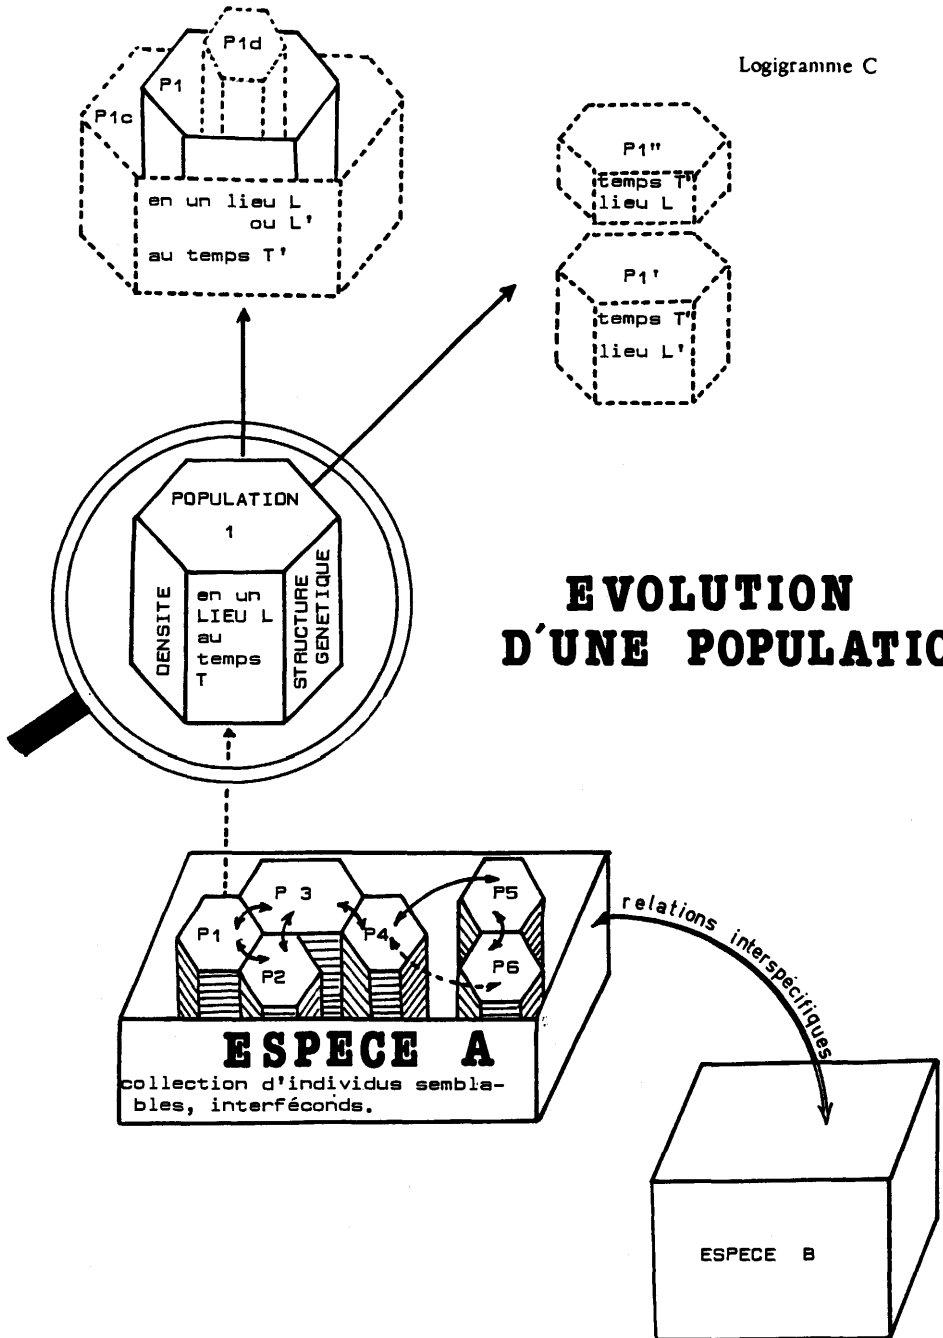 Logigramme C
P1d
P1
P1c
en un lieu L
ou L'
au temps T'
P1"
temps T'
lieu L
P1'
temps T'
lieu L'
POPULATION
1
DENSITE
en un
LIEU L
au
temps
T
STRUCTURE
GENETIQUE
EVOLUTION
D'UNE POPULATIO
P 3
P5
P1
P4
P2
P6
relations interspécifiques
ESPECE A
collection d'individus sembla-
bles, interféconds.
ESPECE B